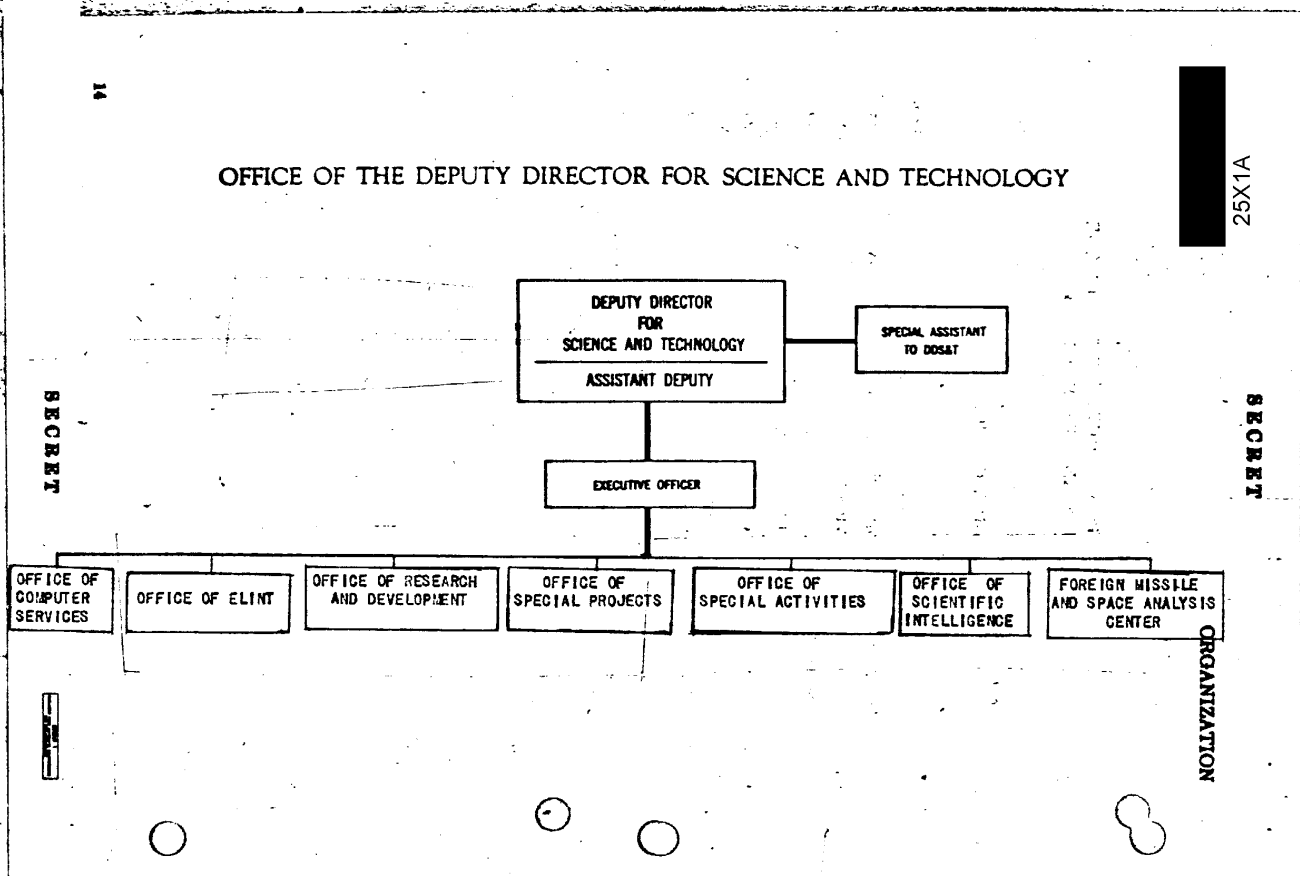 14
25X1A
OFFICE OF THE DEPUTY DIRECTOR FOR SCIENCE AND TECHNOLOGY
DEPUTY DIRECTOR
FOR
SCIENCE AND TECHNOLOGY
ASSISTANT DEPUTY
SPECIAL ASSISTANT
TO DDS&T
SECRET
SECRET
EXECUTIVE OFFICER
OFFICE OF
COMPUTER
SERVICES
OFFICE OF ELINT
OFFICE OF RESEARCH
AND DEVELOPMENT
OFFICE OF
SPECIAL PROJECTS
OFFICE OF
SPECIAL ACTIVITIES
OFFICE OF
SCIENTIFIC
INTELLIGENCE
FOREIGN MISSILE
AND SPACE ANALYSIS
CENTER
ORGANIZATION